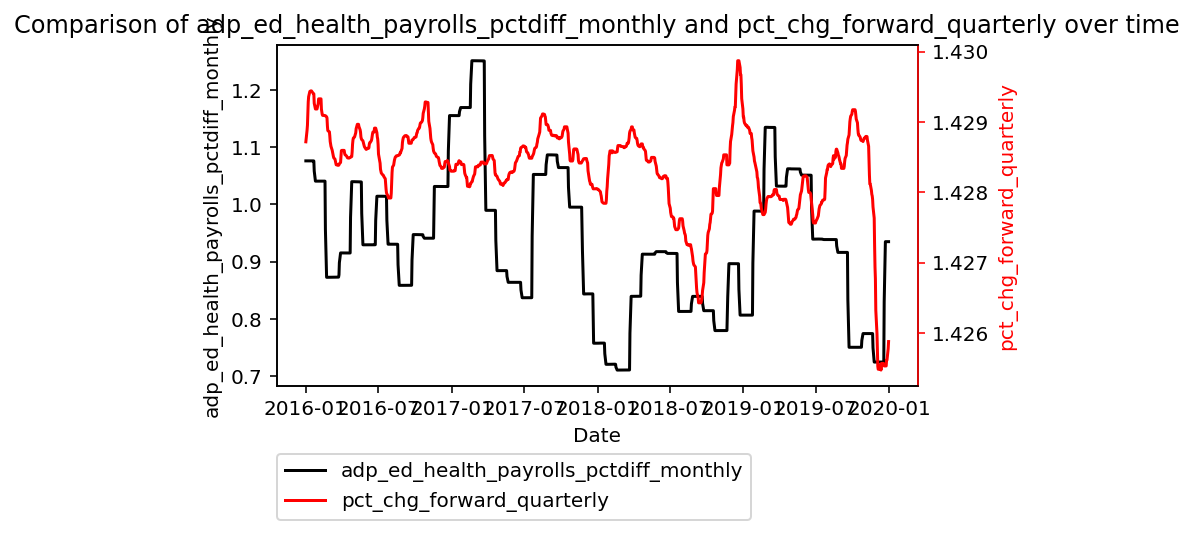 Comparison of adp_ed_health_payrolls_pctdiff_monthly and pct_chg_forward_quarterly over time
adp_ed_health_payrolls_pctdiff_monthly
1.2
1.1
1.0
0.9
0.8
0.7
1.430
1.429
1.428
1.427
1.426
pct_chg_forward_quarterly
2016-01 2016-07 2017-01 2017-07 2018-01 2018-07 2019-01 2019-07 2020-01
Date
adp_ed_health_payrolls_pctdiff_monthly
pct_chg_forward_quarterly